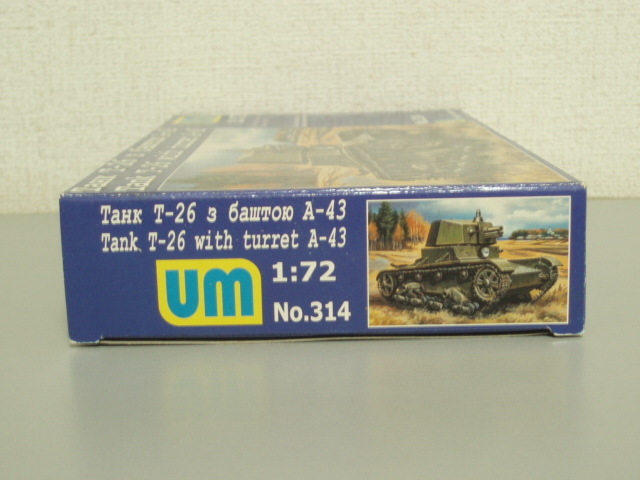 Танк Т-26 з баштою А-43
Tank T-26 with turret A-43
um
1:72
No.314